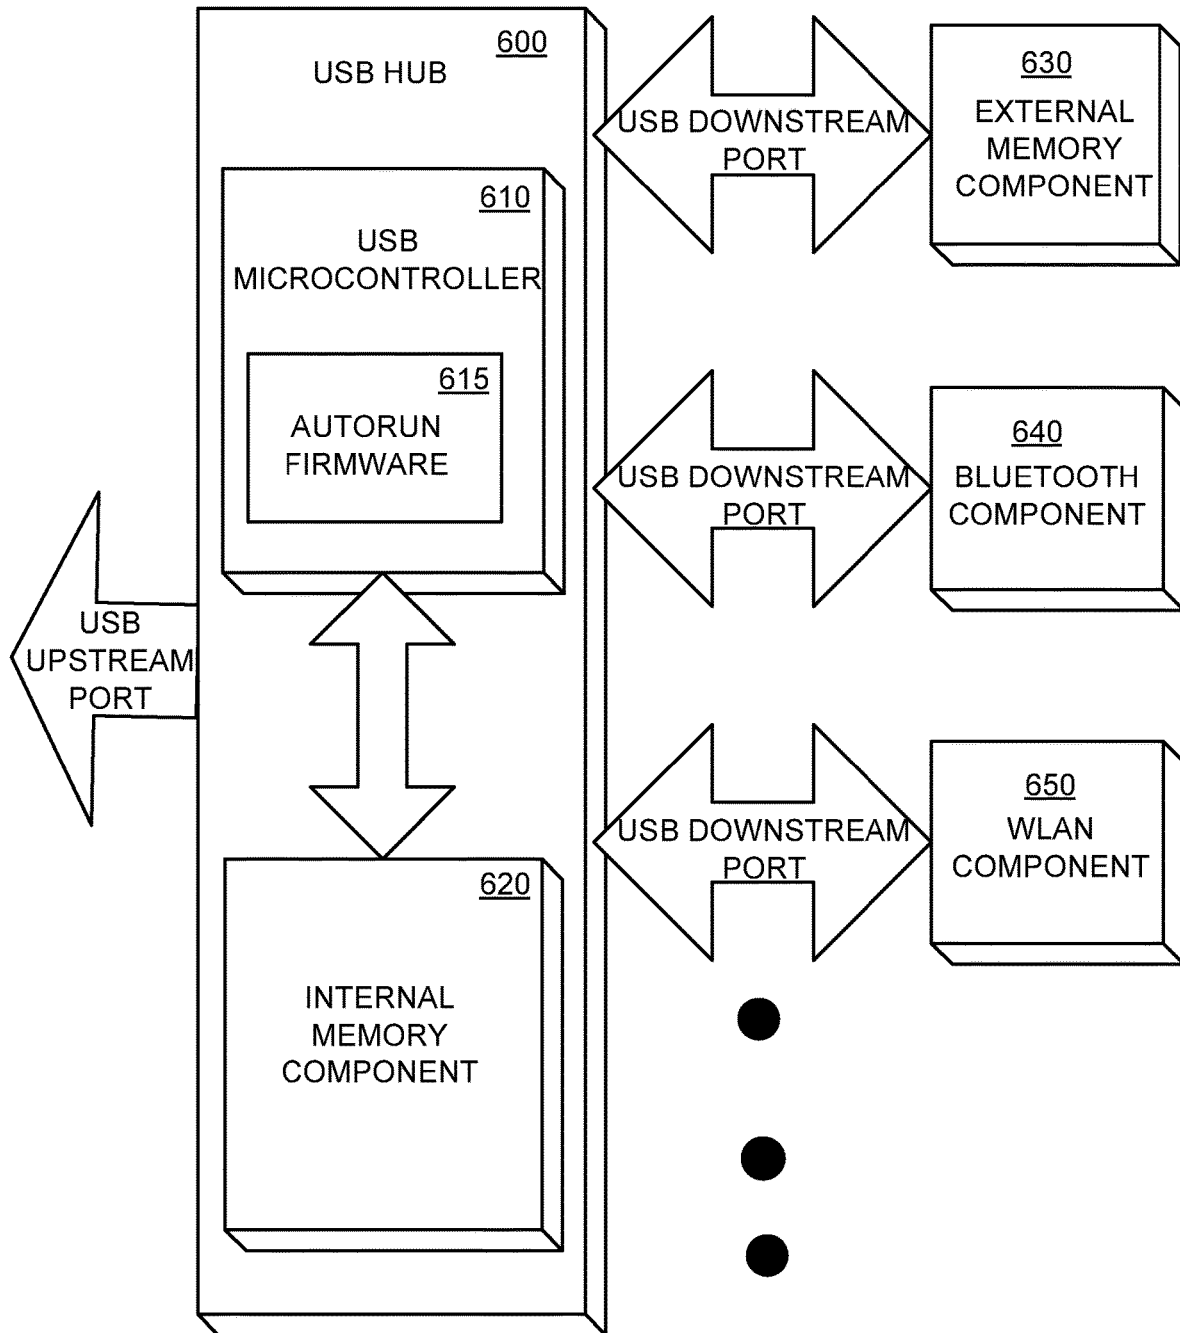 600
USB HUB
610
USB
MICROCONTROLLER
615
AUTORUN
FIRMWARE
USB
UPSTREAM
PORT
620
INTERNAL
MEMORY
COMPONENT
USB DOWNSTREAM
PORT
630
EXTERNAL
MEMORY
COMPONENT
USB DOWNSTREAM
PORT
640
BLUETOOTH
COMPONENT
USB DOWNSTREAM
PORT
650
WLAN
COMPONENT